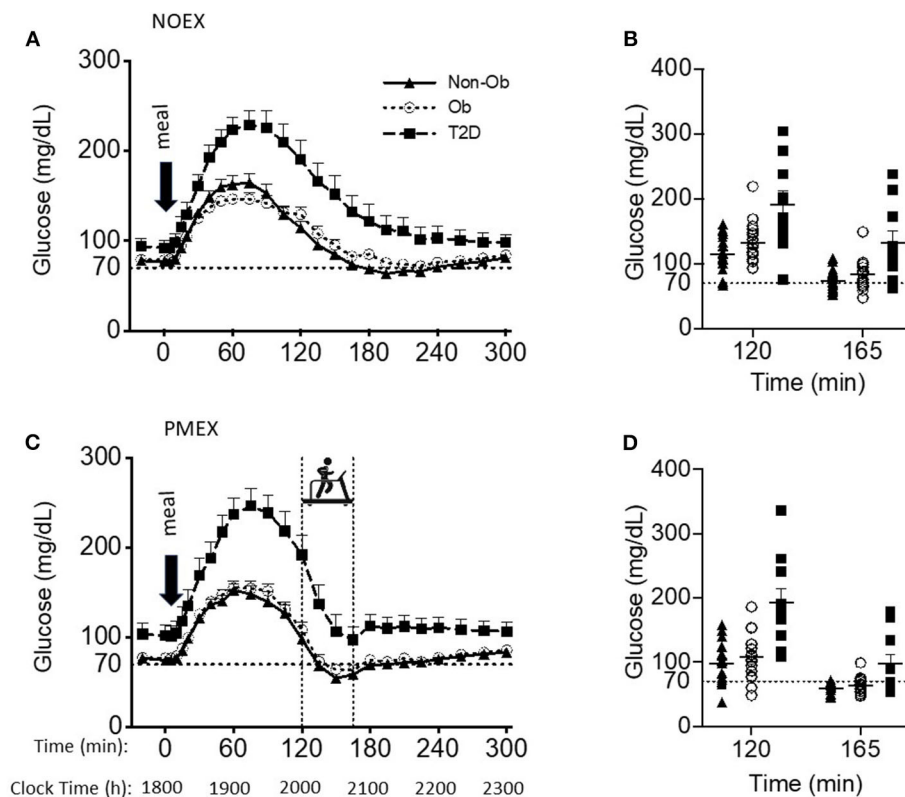 A
NOEX
300
200
100
70
0
Glucose (mg/dL)
meal
Non-Ob
Ob
T2D
0
60
120
180
240
300
B
400
300
200
100
70
0
Glucose (mg/dL)
120
165
Time (min)
C
PMEX
300
200
100
70
0
Glucose (mg/dL)
meal
Time (min):
0
60
120
180
240
300
Clock Time (h):
1800
1900
2000
2100
2200
2300
D
400
300
200
100
70
0
Glucose (mg/dL)
120
165
Time (min)